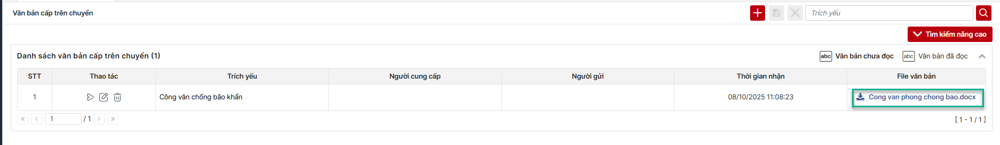 Văn bản cấp trên chuyển
Trích yếu
Tìm kiếm nâng cao
Danh sách văn bản cấp trên chuyển (1)
abc Văn bản chưa đọc abc Văn bản đã đọc
STT Thao tác Trích yếu Người cung cấp Người gửi Thời gian nhận File văn bản
1 Công văn chống bão khẩn 08/10/2025 11:08:23 Cong van phong chong bao.docx
« ‹ 1 / 1 › » [ 1 - 1 / 1 ]